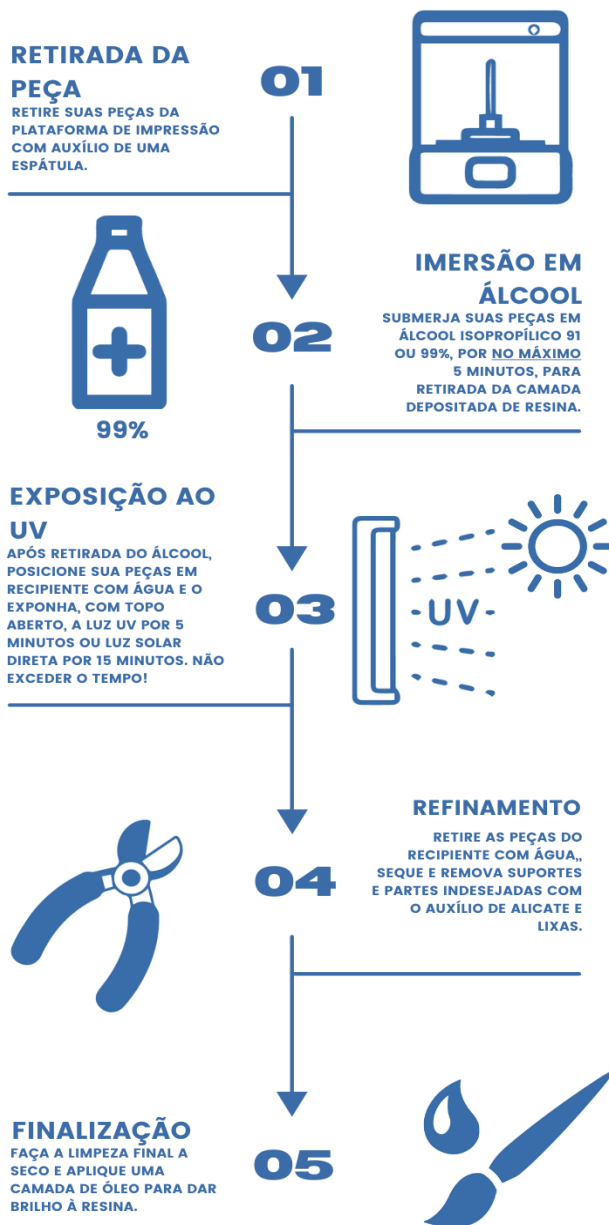 RETIRADA DA
PEÇA
RETIRE SUAS PEÇAS DA
PLATAFORMA DE IMPRESSÃO
COM AUXÍLIO DE UMA
ESPÁTULA.
01
99%
02
IMERSÃO EM
ÁLCOOL
SUBMERJA SUAS PEÇAS EM
ÁLCOOL ISOPROPÍLICO 91
OU 99%, POR NO MÁXIMO
5 MINUTOS, PARA
RETIRADA DA CAMADA
DEPOSITADA DE RESINA.
EXPOSIÇÃO AO
UV
APÓS RETIRADA DO ÁLCOOL,
POSICIONE SUA PEÇAS EM
RECIPIENTE COM ÁGUA E O
EXPONHA, COM TOPO
ABERTO, A LUZ UV POR 5
MINUTOS OU LUZ SOLAR
DIRETA POR 15 MINUTOS. NÃO
EXCEDER O TEMPO!
03
UV
04
REFINAMENTO
RETIRE AS PEÇAS DO
RECIPIENTE COM ÁGUA,,
SEQUE E REMOVA SUPORTES
E PARTES INDESEJADAS COM
O AUXÍLIO DE ALICATE E
LIXAS.
FINALIZAÇÃO
FAÇA A LIMPEZA FINAL A
SECO E APLIQUE UMA
CAMADA DE ÓLEO PARA DAR
BRILHO À RESINA.
05